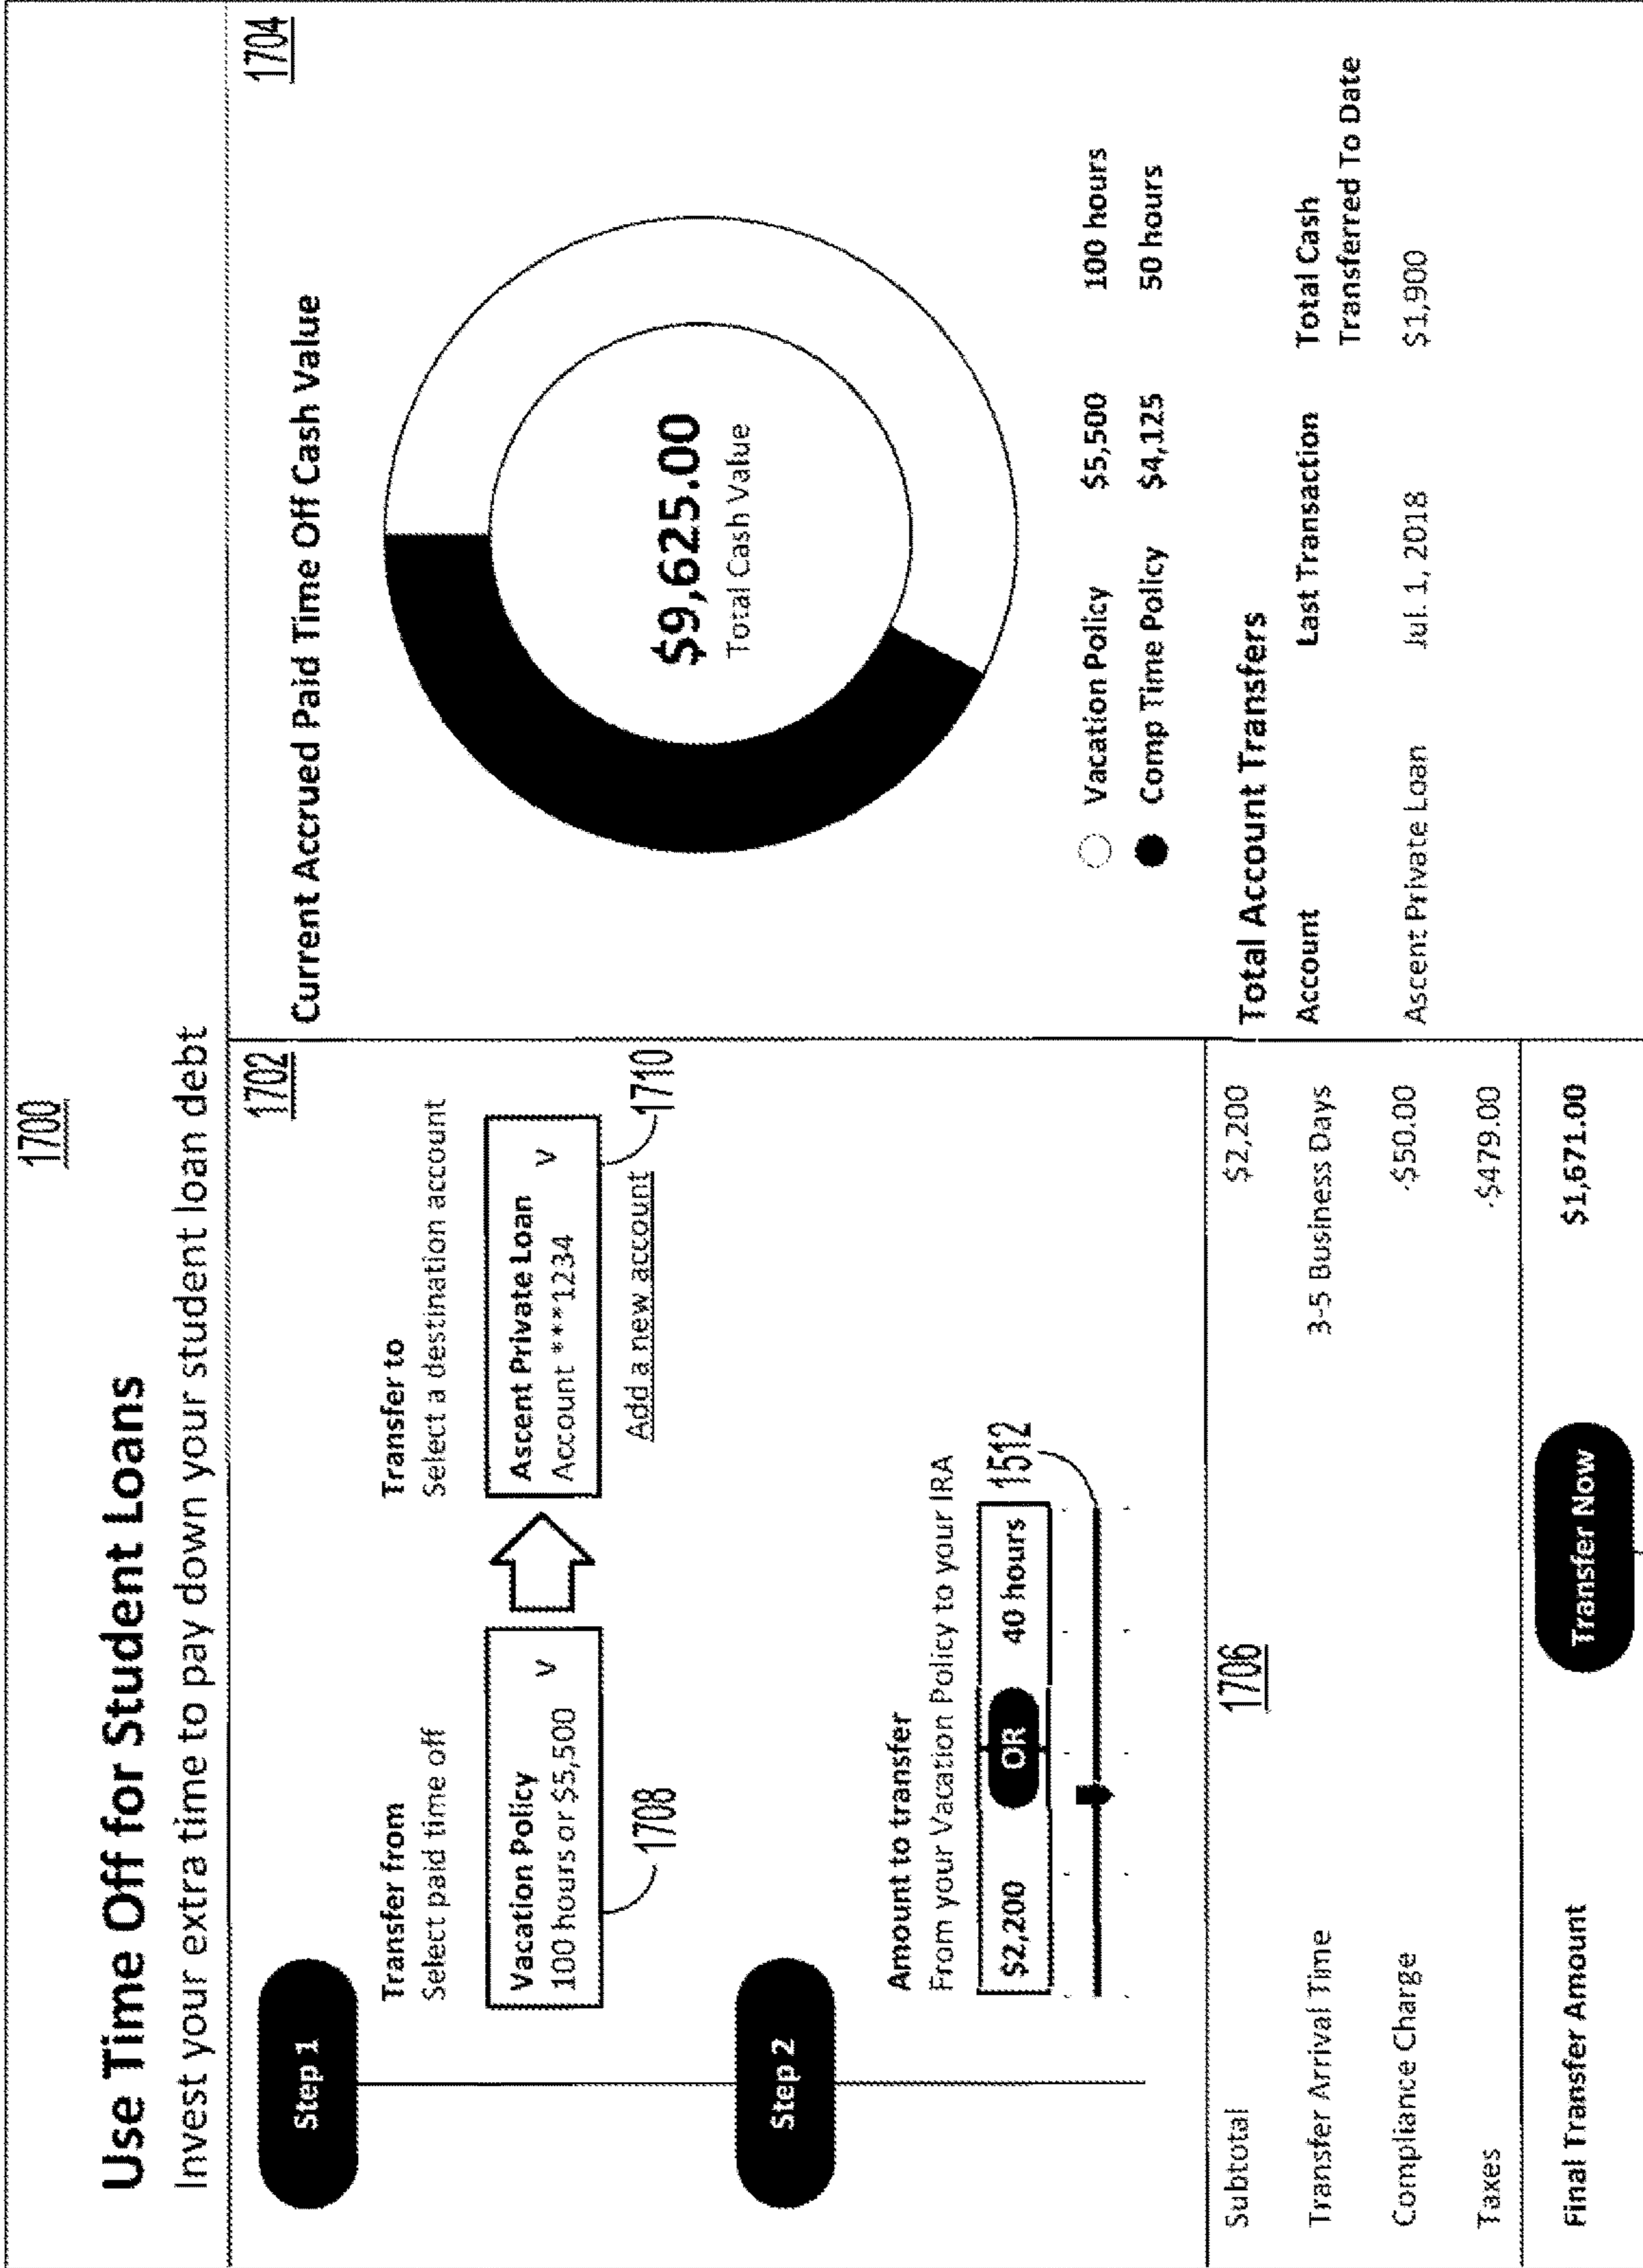 1700
Use Time Off for Student Loans
Invest your extra time to pay down your student loan debt
1702
Step 1
Transfer from
Select paid time off
Vacation Policy
100 hours or $5,500 V
1708
Transfer to
Select a destination account
Ascent Private Loan
Account ***1234 V
1710
Add a new account
Step 2
Amount to transfer
From your Vacation Policy to your IRA
$2,200 OR 40 hours
1512
1706
Subtotal $2,200
Transfer Arrival Time 3-5 Business Days
Compliance Charge -$50.00
Taxes -$479.00
Final Transfer Amount $1,671.00
Transfer Now
1704
Current Accrued Paid Time Off Cash Value
$9,625.00
Total Cash Value
Vacation Policy $5,500 100 hours
Comp Time Policy $4,125 50 hours
Total Account Transfers
Account Last Transaction Total Cash
Transferred To Date
Ascent Private Loan Jul. 1, 2018 $1,900